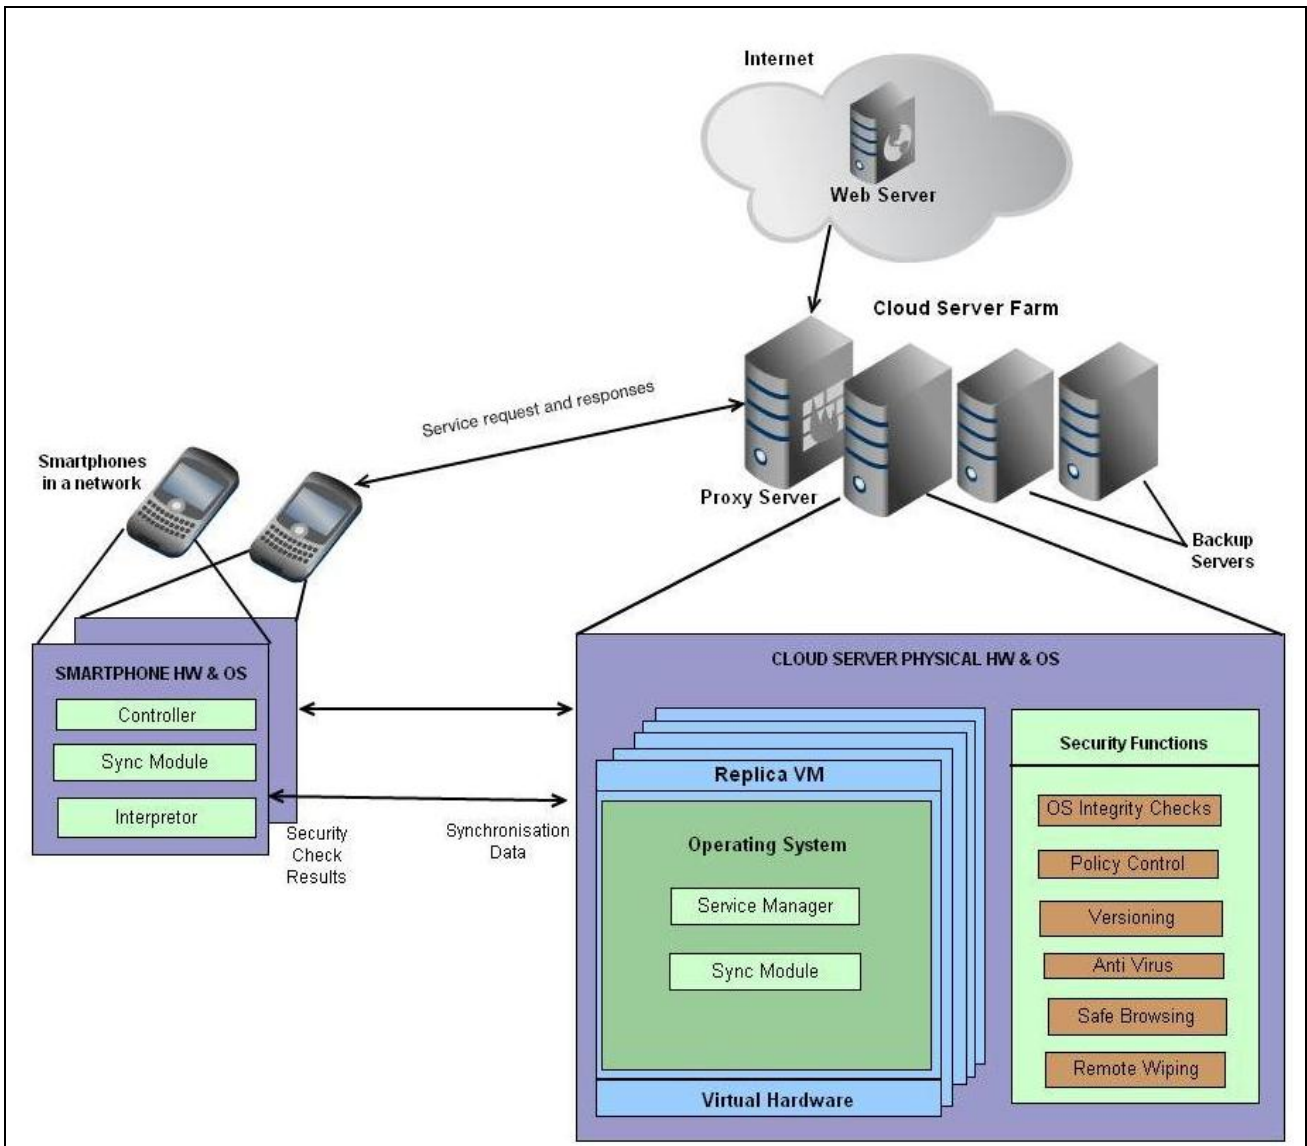 Internet
Web Server
Cloud Server Farm
Service request and responses
Smartphones
in a network
Proxy Server
Backup
Servers
SMARTPHONE HW & OS
Controller
Sync Module
Interpretor
Security
Check
Results
Synchronisation
Data
CLOUD SERVER PHYSICAL HW & OS
Replica VM
Operating System
Service Manager
Sync Module
Virtual Hardware
Security Functions
OS Integrity Checks
Policy Control
Versioning
Anti Virus
Safe Browsing
Remote Wiping